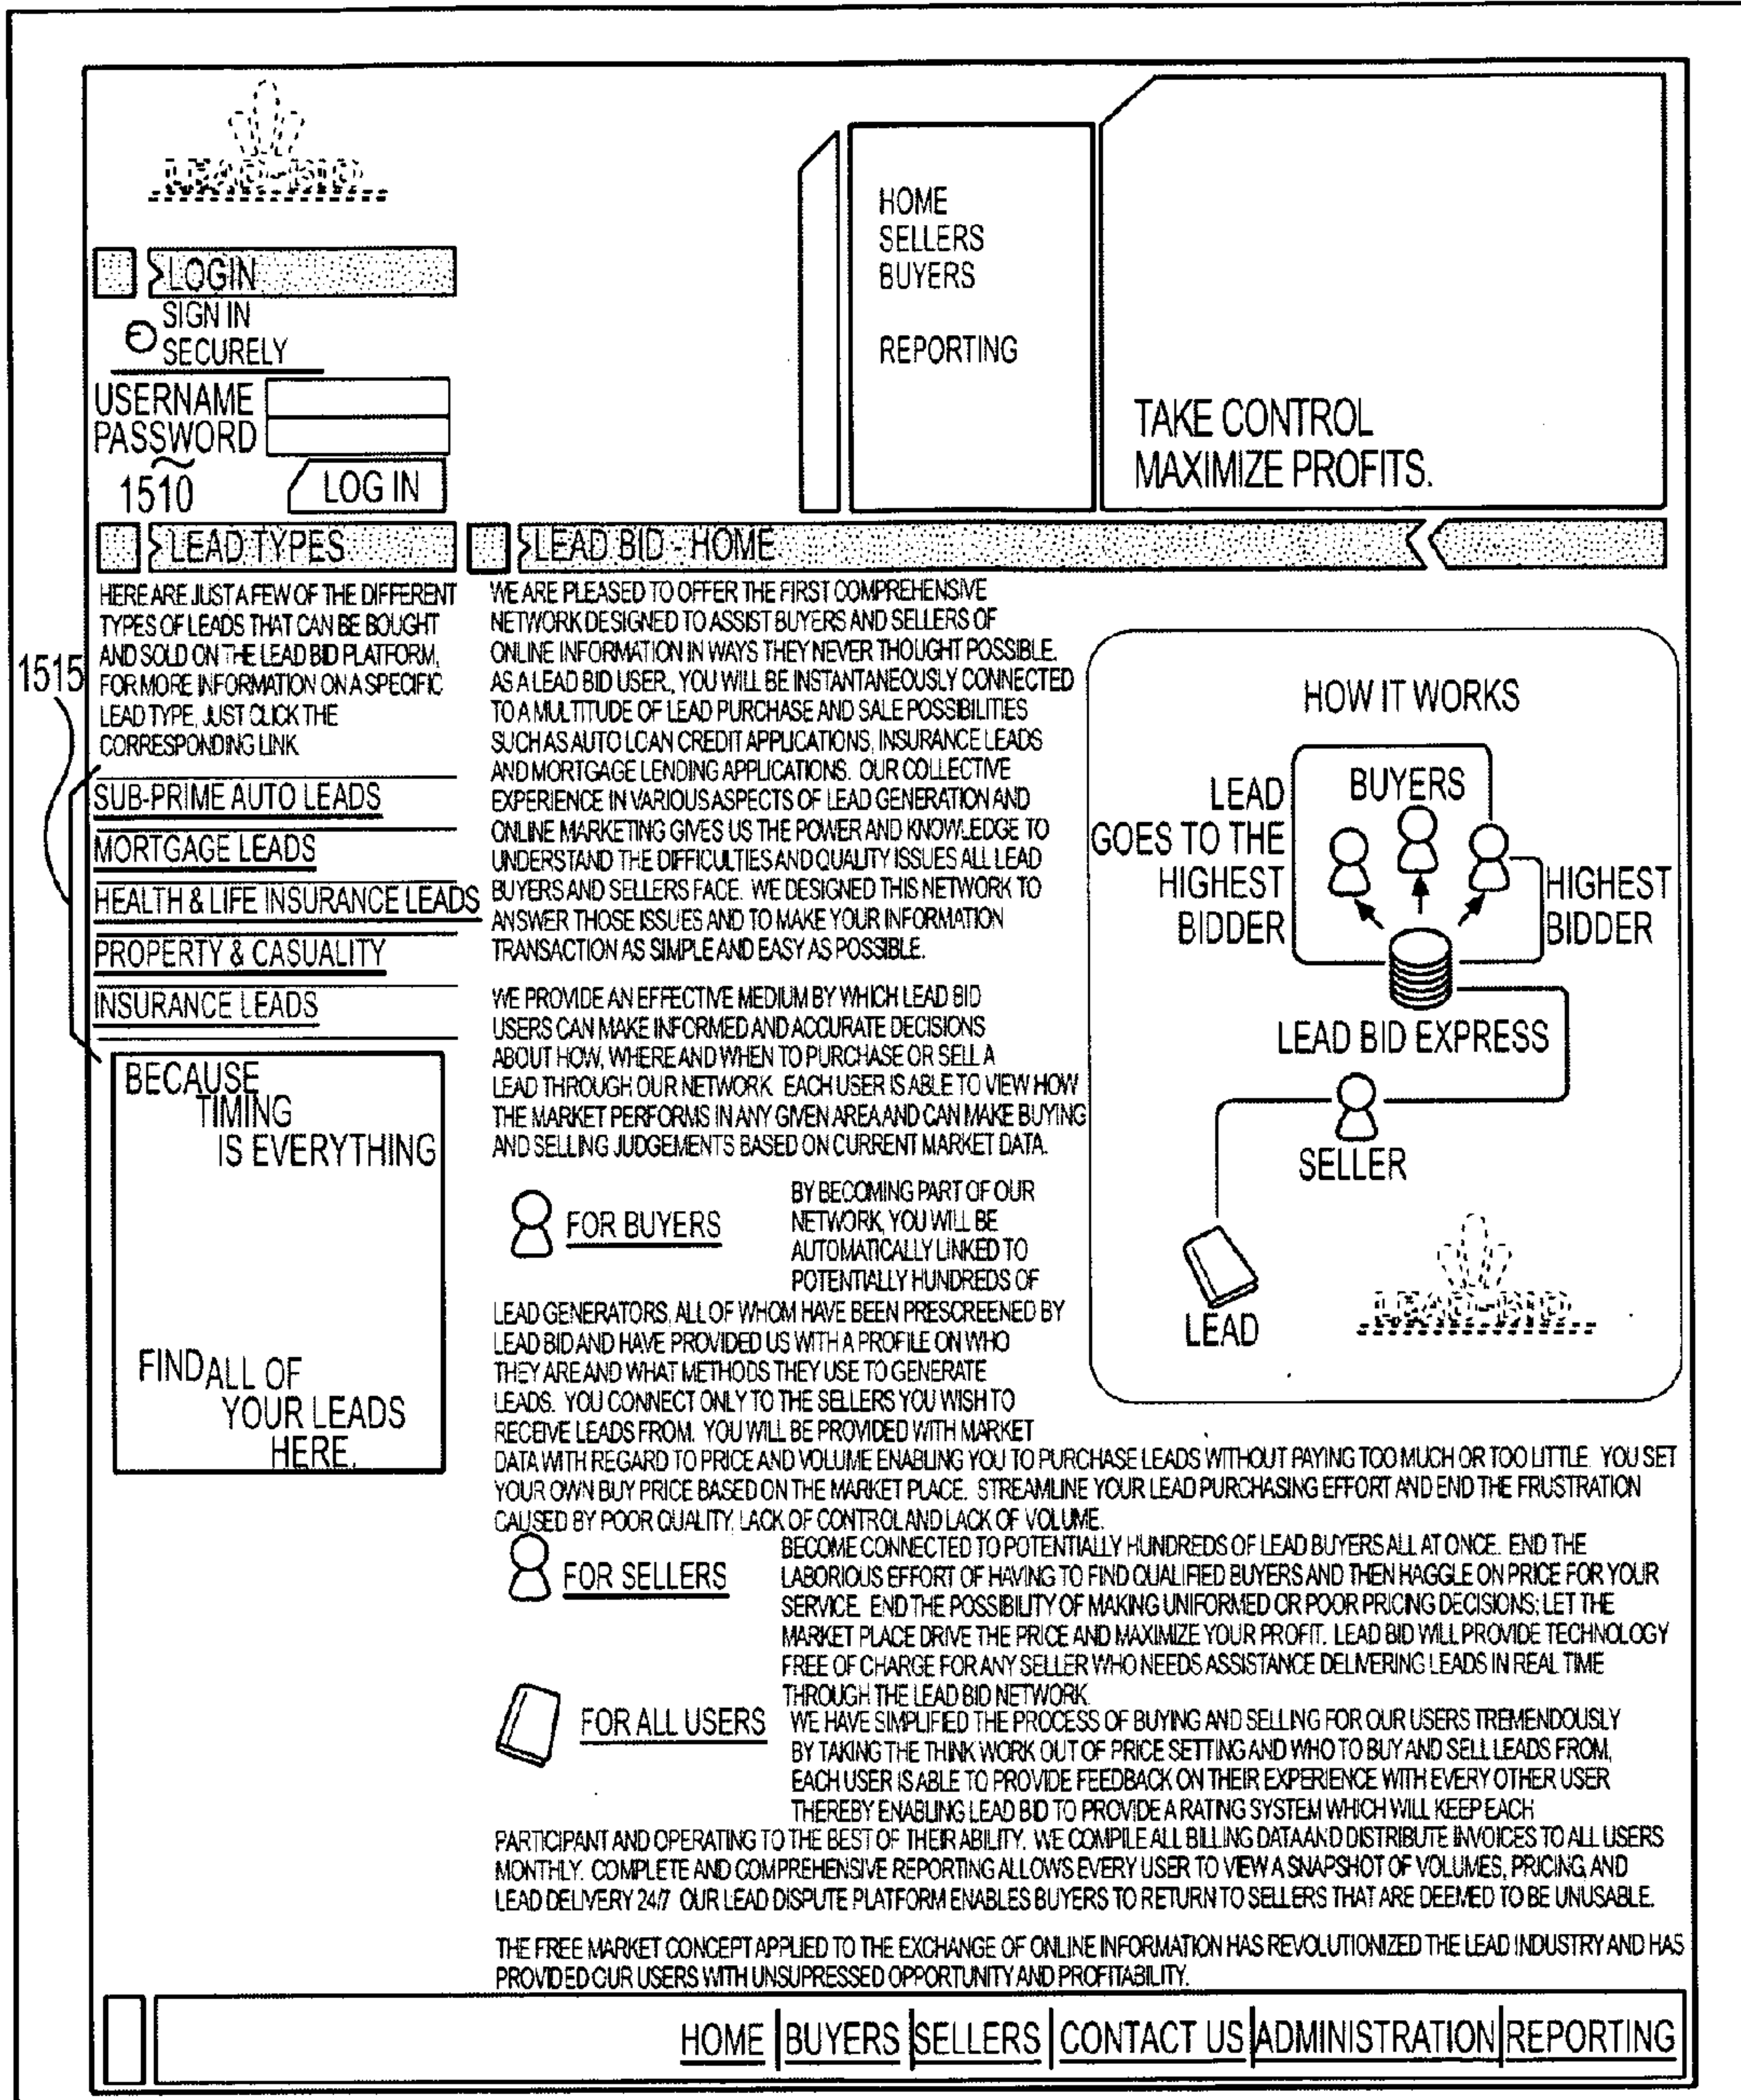 LEAD-BID
HOME
SELLERS
BUYERS
REPORTING
TAKE CONTROL
MAXIMIZE PROFITS.
LOGIN
SIGN IN
SECURELY
USERNAME
PASSWORD
1510
LOG IN
LEAD TYPES
HERE ARE JUST A FEW OF THE DIFFERENT
TYPES OF LEADS THAT CAN BE BOUGHT
AND SOLD ON THE LEAD BID PLATFORM,
FOR MORE INFORMATION ON A SPECIFIC
LEAD TYPE, JUST CLICK THE
CORRESPONDING LINK
1515
SUB-PRIME AUTO LEADS
MORTGAGE LEADS
HEALTH & LIFE INSURANCE LEADS
PROPERTY & CASUALITY
INSURANCE LEADS
BECAUSE
TIMING
IS EVERYTHING
FIND ALL OF
YOUR LEADS
HERE.
LEAD BID - HOME
WE ARE PLEASED TO OFFER THE FIRST COMPREHENSIVE
NETWORK DESIGNED TO ASSIST BUYERS AND SELLERS OF
ONLINE INFORMATION IN WAYS THEY NEVER THOUGHT POSSIBLE.
AS A LEAD BID USER, YOU WILL BE INSTANTANEOUSLY CONNECTED
TO A MULTITUDE OF LEAD PURCHASE AND SALE POSSIBILITIES
SUCH AS AUTO LOAN CREDIT APPLICATIONS, INSURANCE LEADS
AND MORTGAGE LENDING APPLICATIONS. OUR COLLECTIVE
EXPERIENCE IN VARIOUS ASPECTS OF LEAD GENERATION AND
ONLINE MARKETING GIVES US THE POWER AND KNOWLEDGE TO
UNDERSTAND THE DIFFICULTIES AND QUALITY ISSUES ALL LEAD
BUYERS AND SELLERS FACE. WE DESIGNED THIS NETWORK TO
ANSWER THOSE ISSUES AND TO MAKE YOUR INFORMATION
TRANSACTION AS SIMPLE AND EASY AS POSSIBLE.
WE PROVIDE AN EFFECTIVE MEDIUM BY WHICH LEAD BID
USERS CAN MAKE INFORMED AND ACCURATE DECISIONS
ABOUT HOW, WHERE AND WHEN TO PURCHASE OR SELL A
LEAD THROUGH OUR NETWORK. EACH USER IS ABLE TO VIEW HOW
THE MARKET PERFORMS IN ANY GIVEN AREA AND CAN MAKE BUYING
AND SELLING JUDGEMENTS BASED ON CURRENT MARKET DATA.
FOR BUYERS
BY BECOMING PART OF OUR
NETWORK, YOU WILL BE
AUTOMATICALLY LINKED TO
POTENTIALLY HUNDREDS OF
LEAD GENERATORS, ALL OF WHOM HAVE BEEN PRESCREENED BY
LEAD BID AND HAVE PROVIDED US WITH A PROFILE ON WHO
THEY ARE AND WHAT METHODS THEY USE TO GENERATE
LEADS. YOU CONNECT ONLY TO THE SELLERS YOU WISH TO
RECEIVE LEADS FROM. YOU WILL BE PROVIDED WITH MARKET
DATA WITH REGARD TO PRICE AND VOLUME ENABLING YOU TO PURCHASE LEADS WITHOUT PAYING TOO MUCH OR TOO LITTLE. YOU SET
YOUR OWN BUY PRICE BASED ON THE MARKET PLACE. STREAMLINE YOUR LEAD PURCHASING EFFORT AND END THE FRUSTRATION
CAUSED BY POOR QUALITY, LACK OF CONTROL AND LACK OF VOLUME.
FOR SELLERS
BECOME CONNECTED TO POTENTIALLY HUNDREDS OF LEAD BUYERS ALL AT ONCE. END THE
LABORIOUS EFFORT OF HAVING TO FIND QUALIFIED BUYERS AND THEN HAGGLE ON PRICE FOR YOUR
SERVICE. END THE POSSIBILITY OF MAKING UNIFORMED OR POOR PRICING DECISIONS; LET THE
MARKET PLACE DRIVE THE PRICE AND MAXIMIZE YOUR PROFIT. LEAD BID WILL PROVIDE TECHNOLOGY
FREE OF CHARGE FOR ANY SELLER WHO NEEDS ASSISTANCE DELIVERING LEADS IN REAL TIME
THROUGH THE LEAD BID NETWORK.
FOR ALL USERS
WE HAVE SIMPLIFIED THE PROCESS OF BUYING AND SELLING FOR OUR USERS TREMENDOUSLY
BY TAKING THE THINK WORK OUT OF PRICE SETTING AND WHO TO BUY AND SELL LEADS FROM,
EACH USER IS ABLE TO PROVIDE FEEDBACK ON THEIR EXPERIENCE WITH EVERY OTHER USER
THEREBY ENABLING LEAD BID TO PROVIDE A RATING SYSTEM WHICH WILL KEEP EACH
PARTICIPANT AND OPERATING TO THE BEST OF THEIR ABILITY. WE COMPILE ALL BILLING DATA AND DISTRIBUTE INVOICES TO ALL USERS
MONTHLY. COMPLETE AND COMPREHENSIVE REPORTING ALLOWS EVERY USER TO VIEW A SNAPSHOT OF VOLUMES, PRICING, AND
LEAD DELIVERY 24/7 OUR LEAD DISPUTE PLATFORM ENABLES BUYERS TO RETURN TO SELLERS THAT ARE DEEMED TO BE UNUSABLE.
THE FREE MARKET CONCEPT APPLIED TO THE EXCHANGE OF ONLINE INFORMATION HAS REVOLUTIONIZED THE LEAD INDUSTRY AND HAS
PROVIDED OUR USERS WITH UNSUPRESSED OPPORTUNITY AND PROFITABILITY.
HOW IT WORKS
BUYERS
LEAD
GOES TO THE
HIGHEST
BIDDER
HIGHEST
BIDDER
LEAD BID EXPRESS
SELLER
LEAD
LEAD-BID
HOME | BUYERS | SELLERS | CONTACT US | ADMINISTRATION | REPORTING